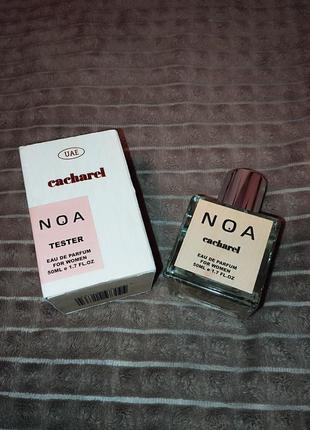 UAE
cacharel
NOA
TESTER
EAU DE PARFUM
FOR WOMEN
50ML e 1.7 FL.OZ
NOA
cacharel
EAU DE PARFUM
FOR WOMEN
50ML e 1.7 FL.OZ